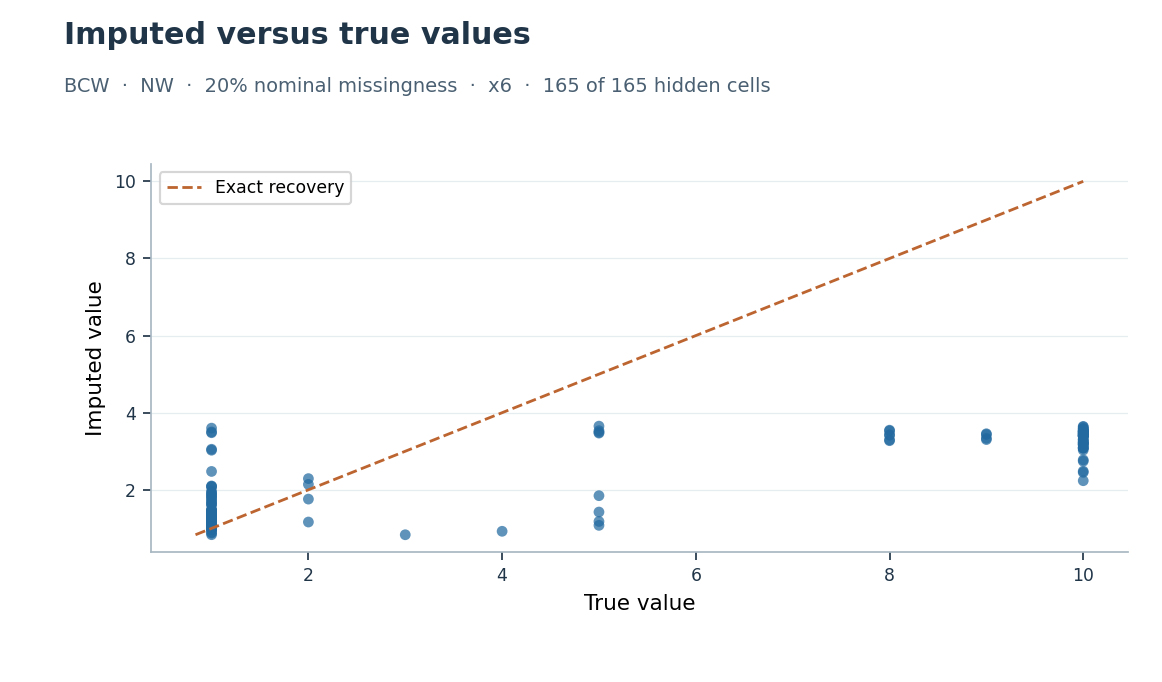 Imputed versus true values
BCW · NW · 20% nominal missingness · x6 · 165 of 165 hidden cells
Exact recovery
10
8
6
4
2
Imputed value
2
4
6
8
10
True value